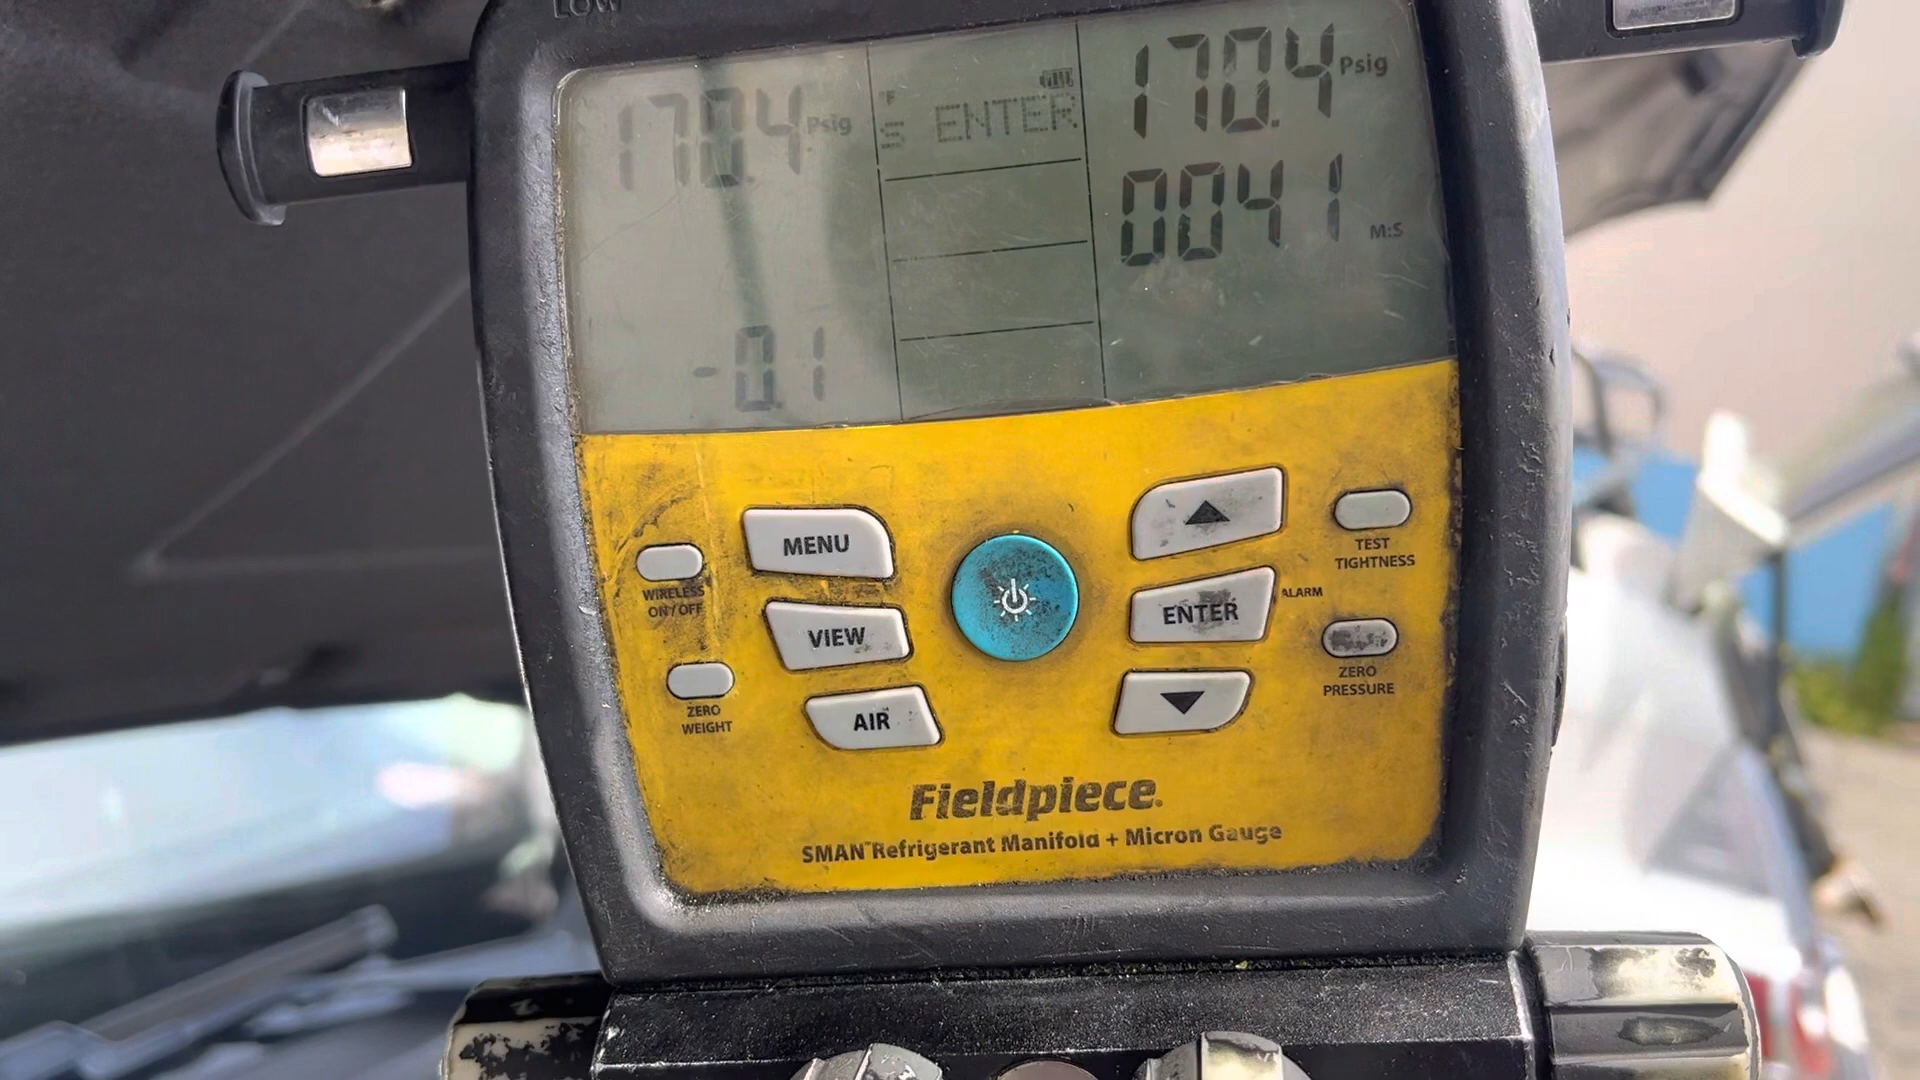 LOW
170.4 Psig
°F
S ENTER
170.4 Psig
0041 M:S
-0.1
MENU
WIRELESS
ON/OFF
VIEW
ZERO
WEIGHT
AIR
TEST
TIGHTNESS
ENTER
ALARM
ZERO
PRESSURE
Fieldpiece
SMAN™ Refrigerant Manifold + Micron Gauge